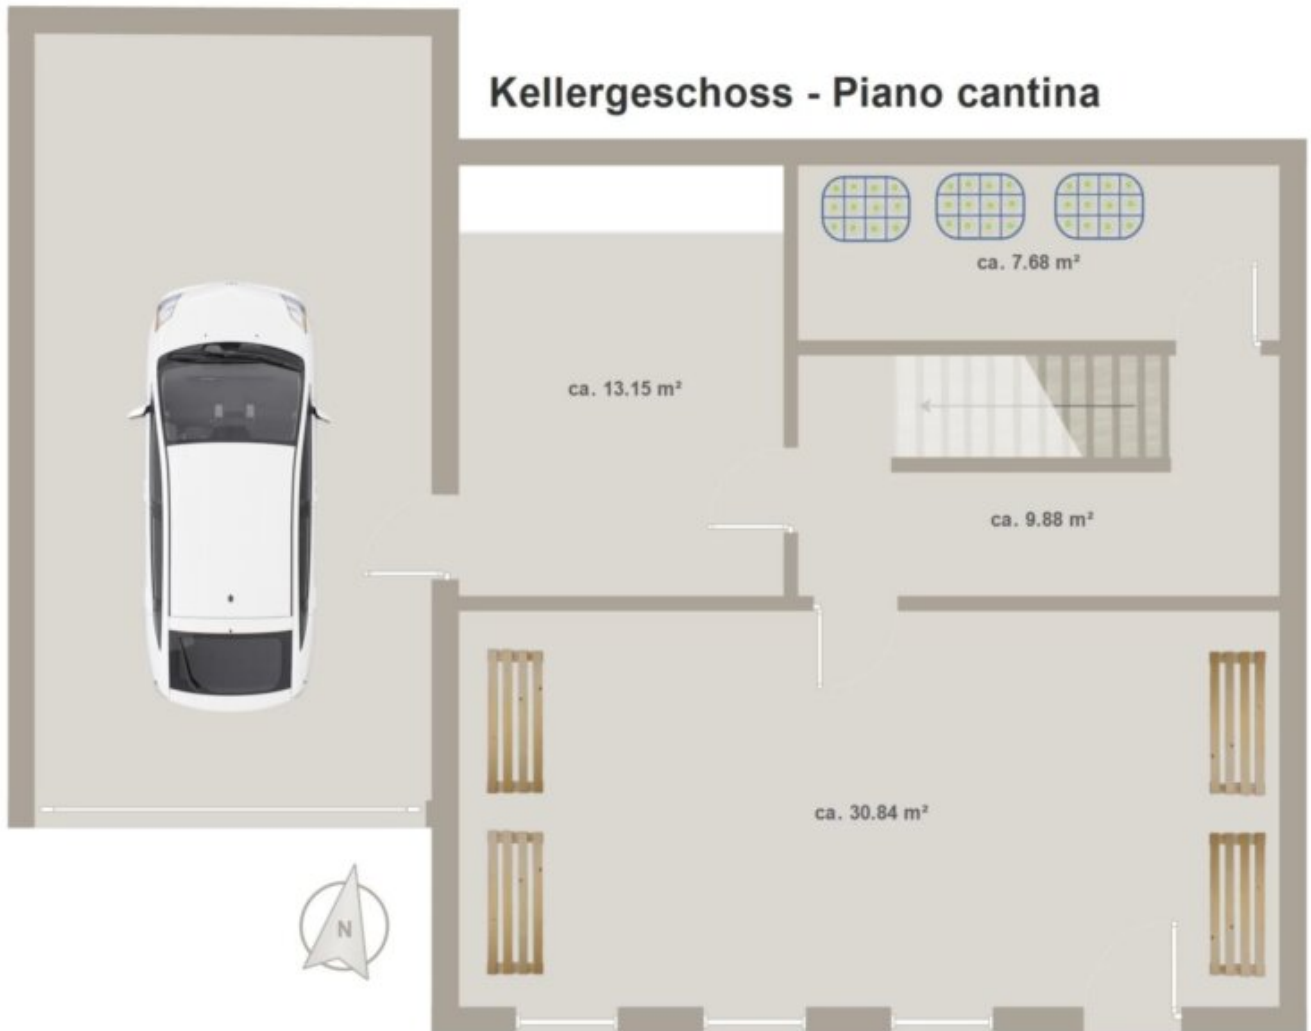 Kellergeschoss - Piano cantina
ca. 7.68 m²
ca. 13.15 m²
ca. 9.88 m²
ca. 30.84 m²
N